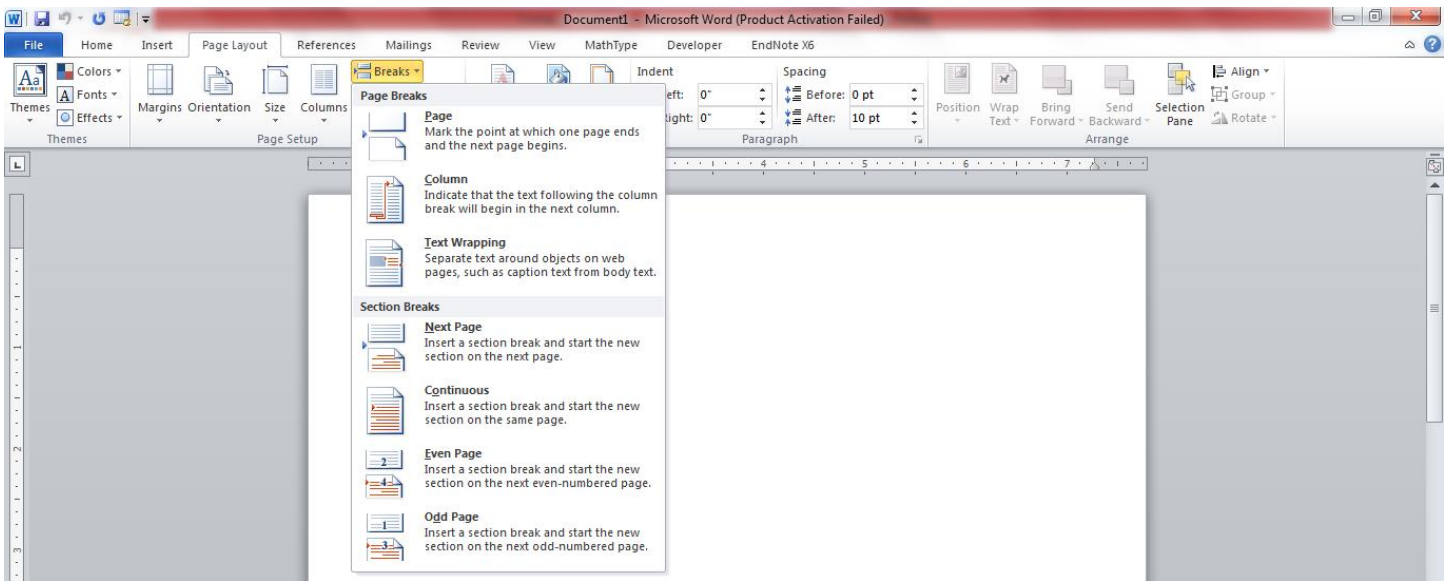 Document1 - Microsoft Word (Product Activation Failed)
File Home Insert Page Layout References Mailings Review View MathType Developer EndNote X6
Themes
Colors
Fonts
Effects
Themes
Margins Orientation Size Columns
Breaks
Page Setup
Indent
eft: 0"
Right: 0"
Spacing
Before: 0 pt
After: 10 pt
Paragraph
Position Wrap Text Bring Forward Send Backward Selection Pane
Align
Group
Rotate
Arrange
Page Breaks
Page
Mark the point at which one page ends
and the next page begins.
Column
Indicate that the text following the column
break will begin in the next column.
Text Wrapping
Separate text around objects on web
pages, such as caption text from body text.
Section Breaks
Next Page
Insert a section break and start the new
section on the next page.
Continuous
Insert a section break and start the new
section on the same page.
Even Page
Insert a section break and start the new
section on the next even-numbered page.
Odd Page
Insert a section break and start the new
section on the next odd-numbered page.
4 5 6 7
1
2
3